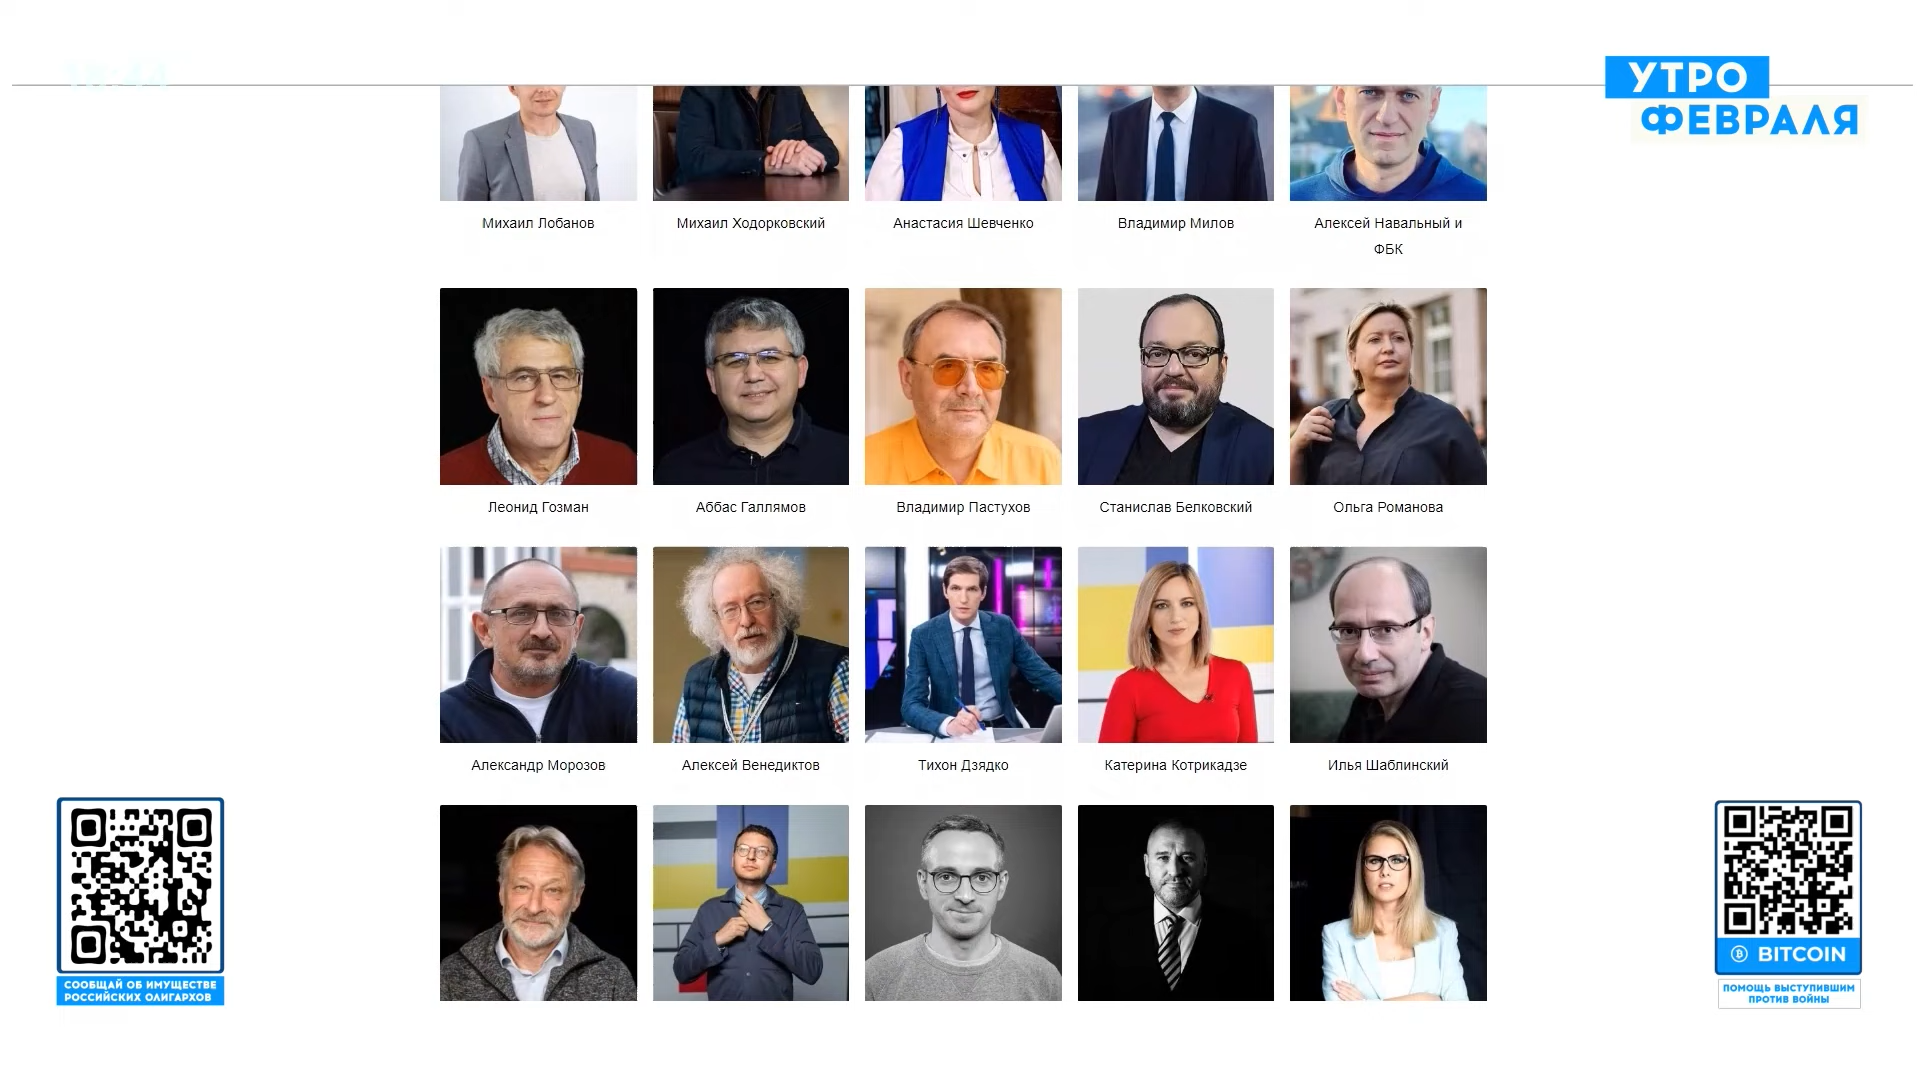 УТРО
ФЕВРАЛЯ
Михаил Лобанов
Михаил Ходорковский
Анастасия Шевченко
Владимир Милов
Алексей Навальный и
ФБК
Леонид Гозман
Аббас Галлямов
Владимир Пастухов
Станислав Белковский
Ольга Романова
Александр Морозов
Алексей Венедиктов
Тихон Дзядко
Катерина Котрикадзе
Илья Шаблинский
СООБЩАЙ ОБ ИМУЩЕСТВЕ
РОССИЙСКИХ ОЛИГАРХОВ
BITCOIN
ПОМОЩЬ ВЫСТУПИВШИМ
ПРОТИВ ВОЙНЫ